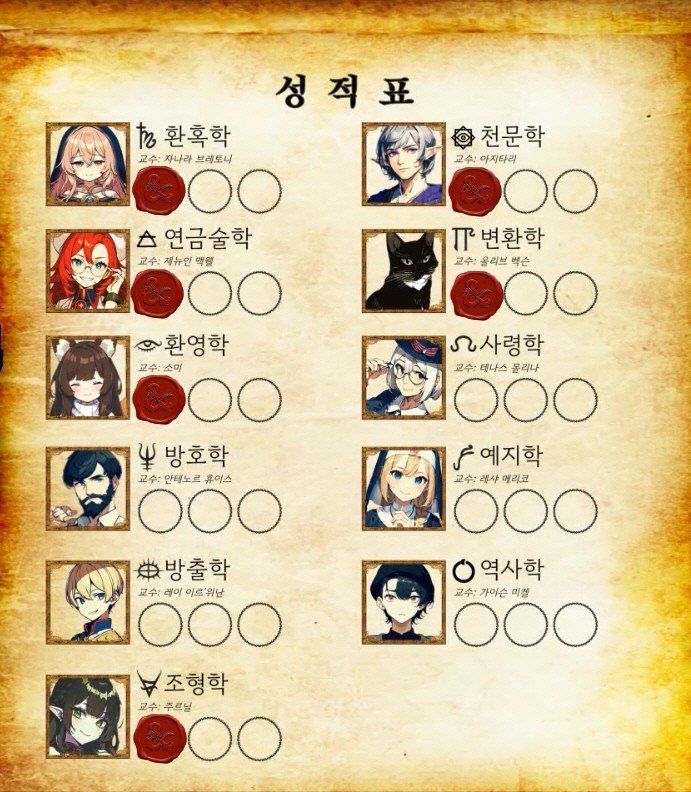 성적표
환혹학
교수: 자나라 브레토니
천문학
교수: 아지타리
연금술학
교수: 재뉴인 맥웰
변환학
교수: 올리브 벡슨
환영학
교수: 소미
사령학
교수: 테나스 몰리나
방호학
교수: 안테노르 휴이스
예지학
교수: 레샤 메리코
방출학
교수: 레이 이르'위난
역사학
교수: 가이슨 미켈
조형학
교수: 주르닐